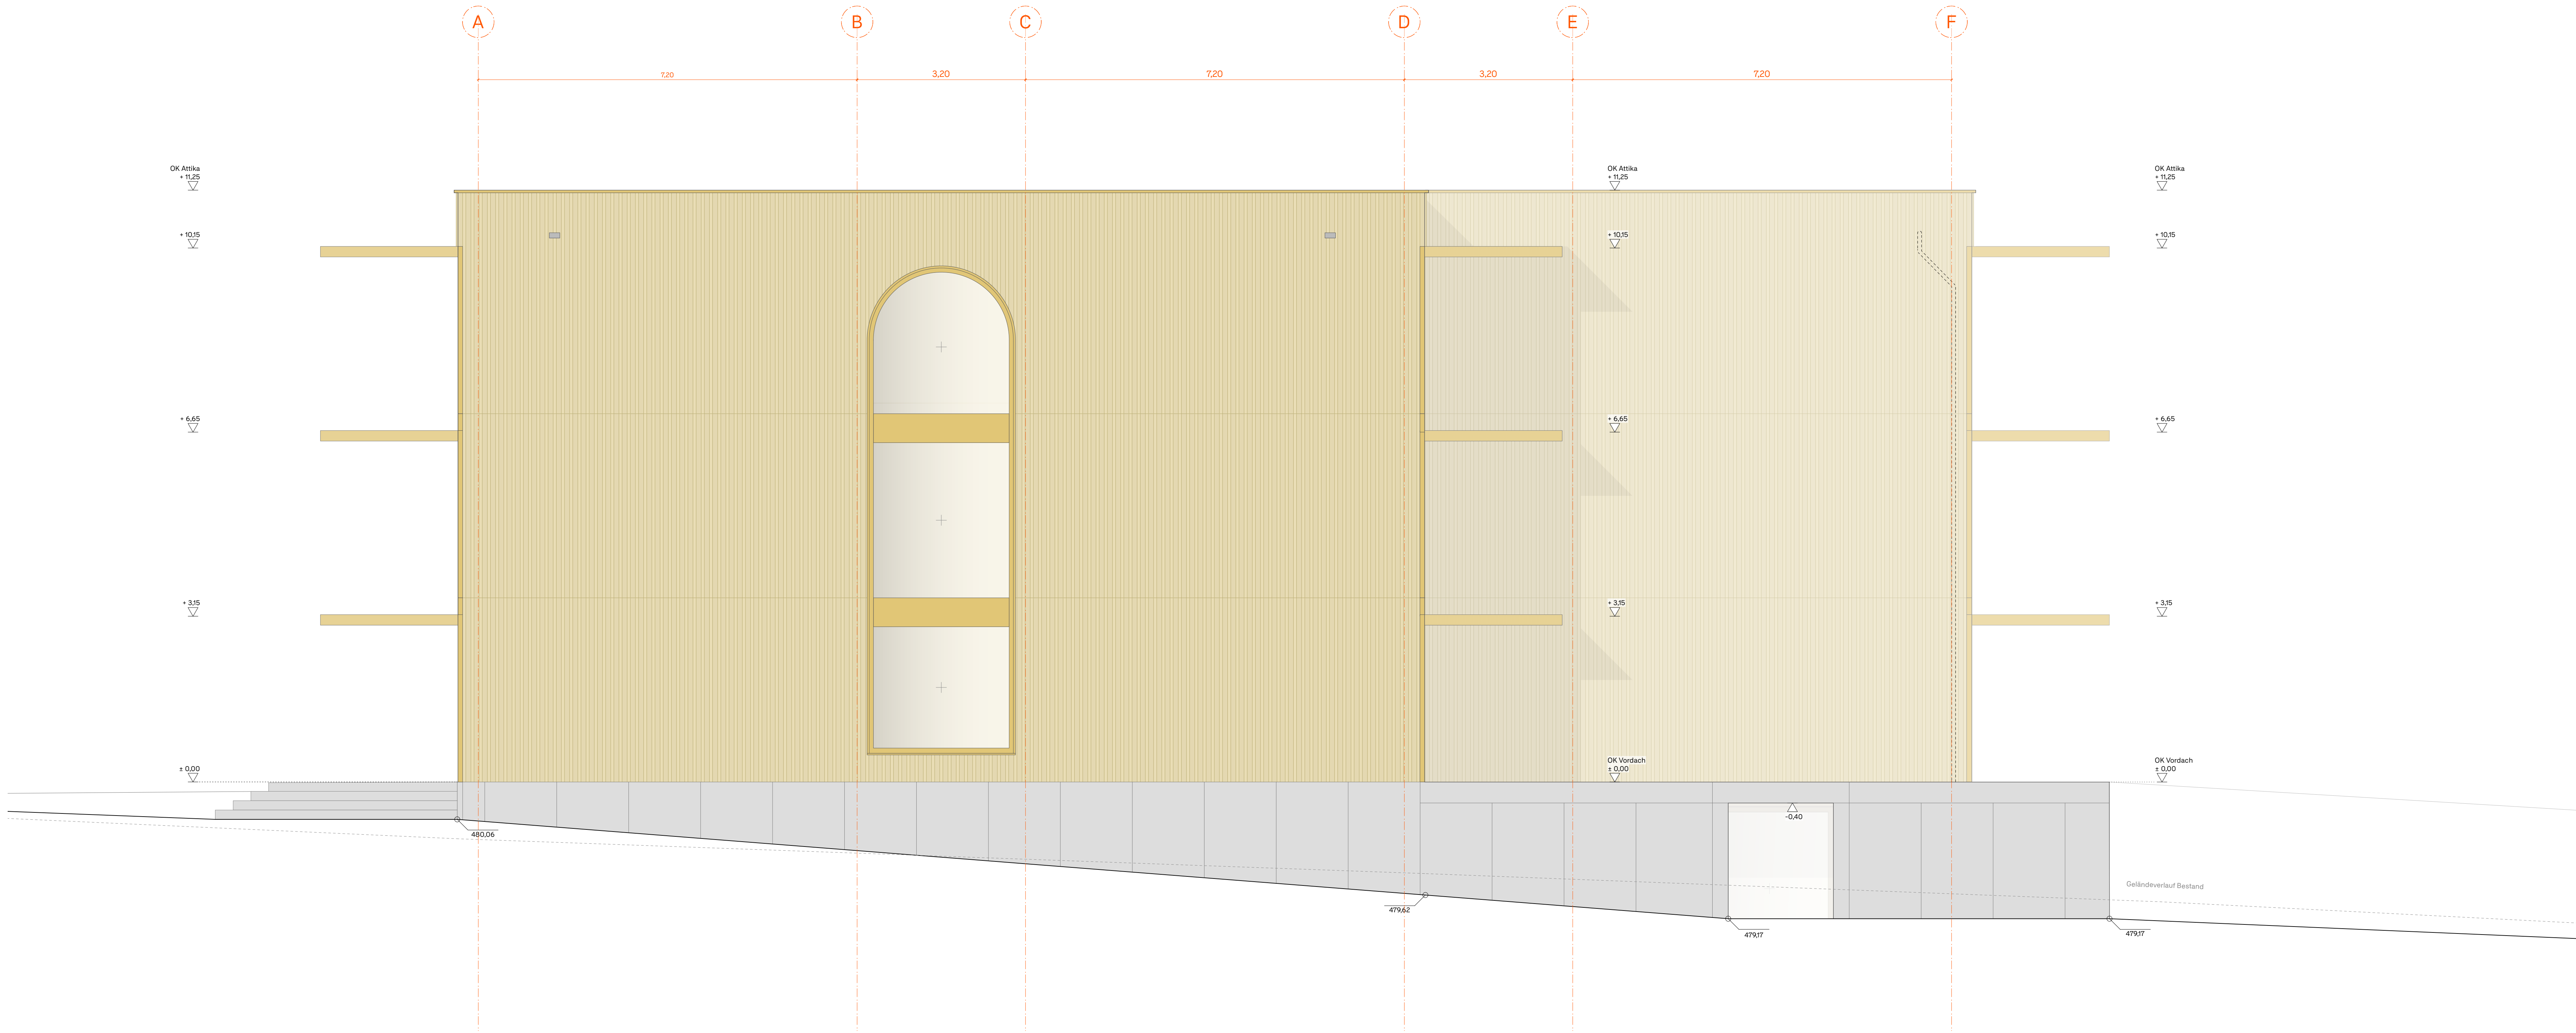 A
B
C
D
E
F
7,20
3,20
7,20
3,20
7,20
OK Attika
+ 11,25
OK Attika
+ 11,25
OK Attika
+ 11,25
+ 10,15
+ 10,15
+ 10,15
+ 6,65
+ 6,65
+ 6,65
+ 3,15
+ 3,15
+ 3,15
± 0,00
OK Vordach
± 0,00
OK Vordach
± 0,00
-0,40
480,06
Geländeverlauf Bestand
479,62
479,17
479,17